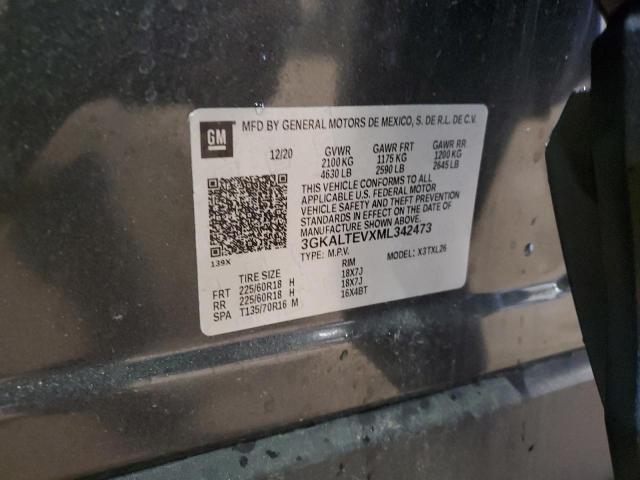 GM
MFD BY GENERAL MOTORS DE MEXICO, S. DE R.L. DE C.V.
12/20 GVWR GAWR FRT GAWR RR
2100 KG 1175 KG 1200 KG
4630 LB 2590 LB 2645 LB
THIS VEHICLE CONFORMS TO ALL
APPLICABLE U.S. FEDERAL MOTOR
VEHICLE SAFETY AND THEFT PREVENTION
STANDARDS IN EFFECT ON THE DATE OF
MANUFACTURE SHOWN ABOVE.
3GKALTEVXML342473
139X
TYPE: M.P.V. MODEL: X3TXL26
TIRE SIZE RIM
FRT 225/60R18 H 18X7J
RR 225/60R18 H 18X7J
SPA T135/70R16 M 16X4BT